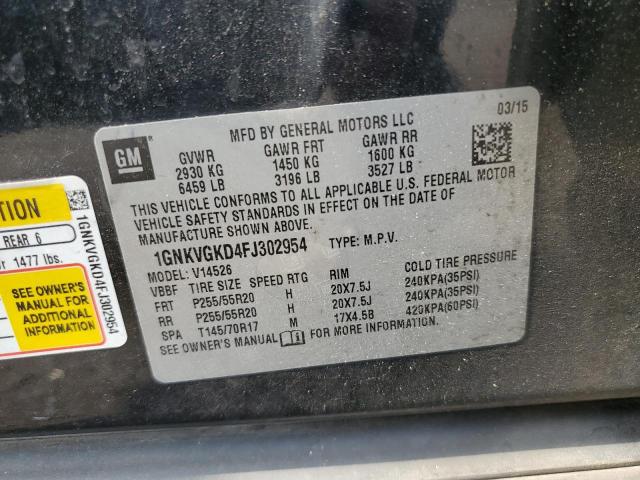 GM
MFD BY GENERAL MOTORS LLC
03/15
GVWR GAWR FRT GAWR RR
2930 KG 1450 KG 1600 KG
6459 LB 3196 LB 3527 LB
THIS VEHICLE CONFORMS TO ALL APPLICABLE U.S. FEDERAL MOTOR
VEHICLE SAFETY STANDARDS IN EFFECT ON THE DATE OF
MANUFACTURE SHOWN ABOVE.
1GNKVGKD4FJ302954 TYPE: M.P.V.
MODEL: V14526
VBBF TIRE SIZE SPEED RTG RIM COLD TIRE PRESSURE
FRT P255/55R20 H 20X7.5J 240KPA(35PSI)
RR P255/55R20 H 20X7.5J 240KPA(35PSI)
SPA T145/70R17 M 17X4.5B 420KPA(60PSI)
SEE OWNER'S MANUAL FOR MORE INFORMATION
REAR 6
1477 lbs.
SEE OWNER'S
MANUAL FOR
ADDITIONAL
INFORMATION
1GNKVGKD4FJ302954